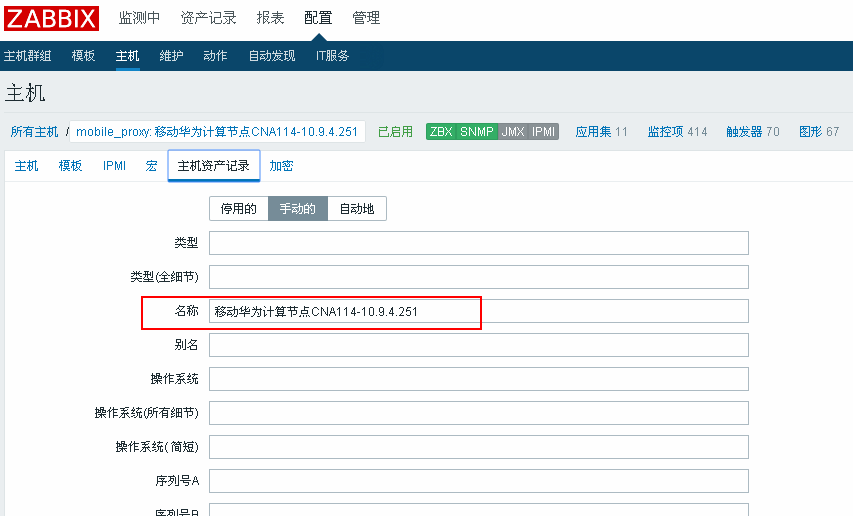 ZABBIX 监测中 资产记录 报表 配置 管理
主机群组 模板 主机 维护 动作 自动发现 IT服务
主机
所有主机 / mobile_proxy: 移动华为计算节点CNA114-10.9.4.251 已启用 ZBX SNMP JMX IPMI 应用集 11 监控项 414 触发器 70 图形 67
主机 模板 IPMI 宏 主机资产记录 加密
停用的 手动的 自动地
类型
类型(全细节)
名称 移动华为计算节点CNA114-10.9.4.251
别名
操作系统
操作系统(所有细节)
操作系统(简短)
序列号A
序列号B